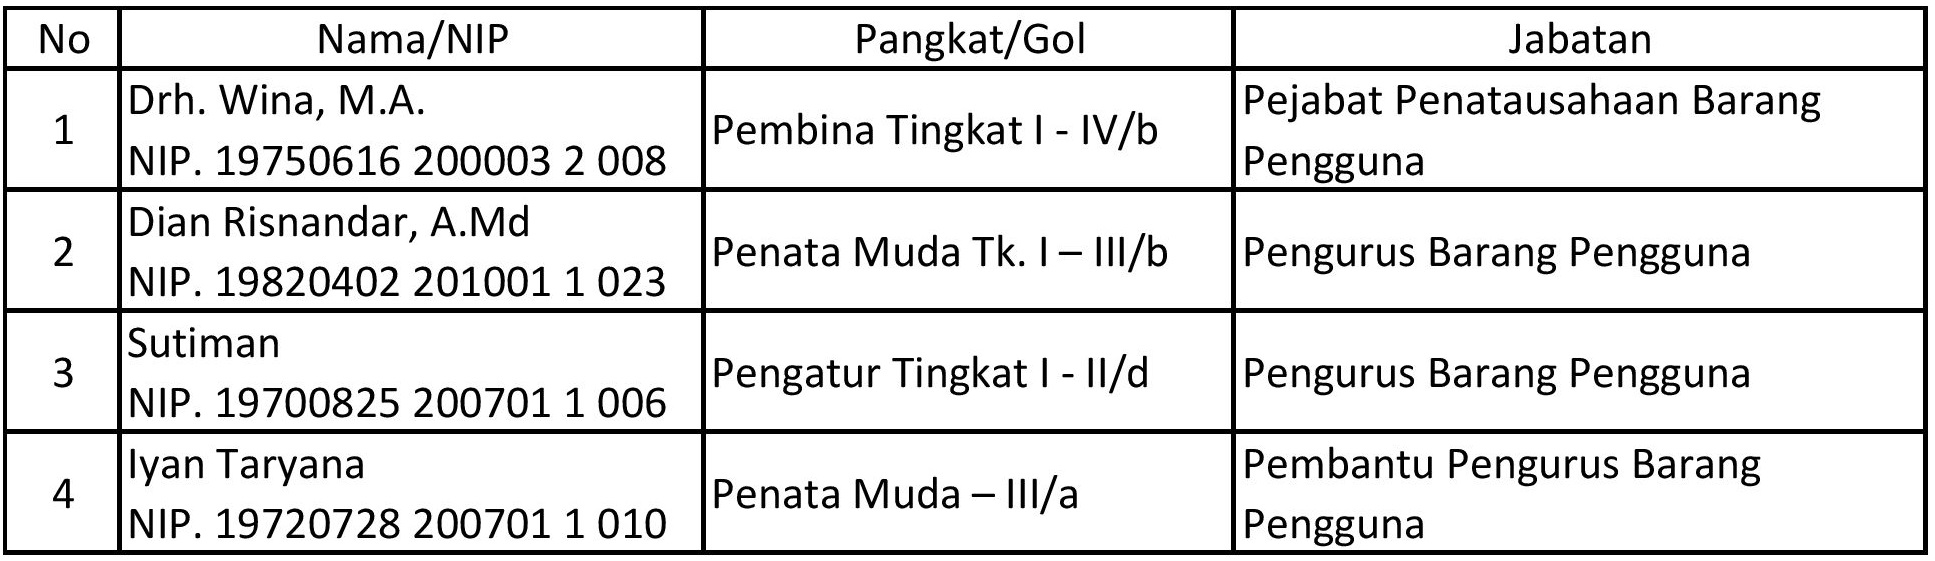 No Nama/NIP Pangkat/Gol Jabatan
1 Drh. Wina, M.A.
NIP. 19750616 200003 2 008
Pembina Tingkat I - IV/b
Pejabat Penatausahaan Barang
Pengguna
2 Dian Risnandar, A.Md
NIP. 19820402 201001 1 023
Penata Muda Tk. I – III/b
Pengurus Barang Pengguna
3 Sutiman
NIP. 19700825 200701 1 006
Pengatur Tingkat I - II/d
Pengurus Barang Pengguna
4 Iyan Taryana
NIP. 19720728 200701 1 010
Penata Muda – III/a
Pembantu Pengurus Barang
Pengguna